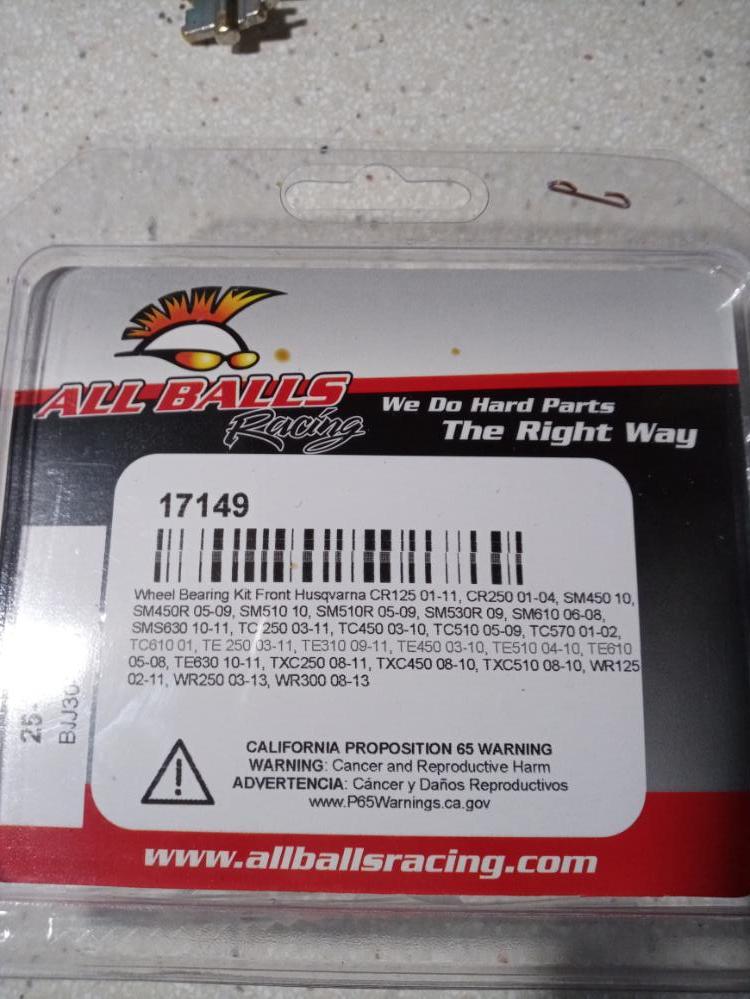 ALL BALLS
Racing
We Do Hard Parts
The Right Way
17149
Wheel Bearing Kit Front Husqvarna CR125 01-11, CR250 01-04, SM450 10,
SM450R 05-09, SM510 10, SM510R 05-09, SM530R 09, SM610 06-08,
SMS630 10-11, TC 250 03-11, TC450 03-10, TC510 05-09, TC570 01-02,
TC610 01, TE 250 03-11, TE310 09-11, TE450 03-10, TE510 04-10, TE610
05-08, TE630 10-11, TXC250 08-11, TXC450 08-10, TXC510 08-10, WR125
02-11, WR250 03-13, WR300 08-13
CALIFORNIA PROPOSITION 65 WARNING
WARNING: Cancer and Reproductive Harm
ADVERTENCIA: Cáncer y Daños Reproductivos
www.P65Warnings.ca.gov
www.allballsracing.com